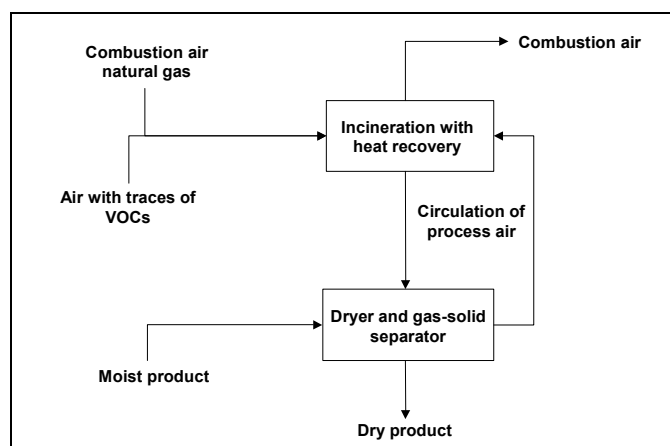 Combustion air
natural gas
Combustion air
Incineration with
heat recovery
Air with traces of
VOCs
Circulation of
process air
Dryer and gas-solid
separator
Moist product
Dry product